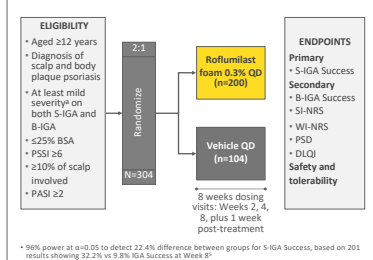 ELIGIBILITY
• Aged ≥12 years
• Diagnosis of
scalp and body
plaque psoriasis
• At least mild
severityᵃ on
both S-IGA and
B-IGA
• ≤25% BSA
• PSSI ≥6
• ≥10% of scalp
involved
• PASI ≥2
2:1
Randomize
N=304
Roflumilast
foam 0.3% QD
(n=200)
Vehicle QD
(n=104)
8 weeks dosing
visits: Weeks 2, 4,
8, plus 1 week
post-treatment
ENDPOINTS
Primary
• S-IGA Success
Secondary
• B-IGA Success
• SI-NRS
• WI-NRS
• PSD
• DLQI
Safety and
tolerability
• 96% power at α=0.05 to detect 22.4% difference between groups for S-IGA Success, based on 201
results showing 32.2% vs 9.8% IGA Success at Week 8⁵